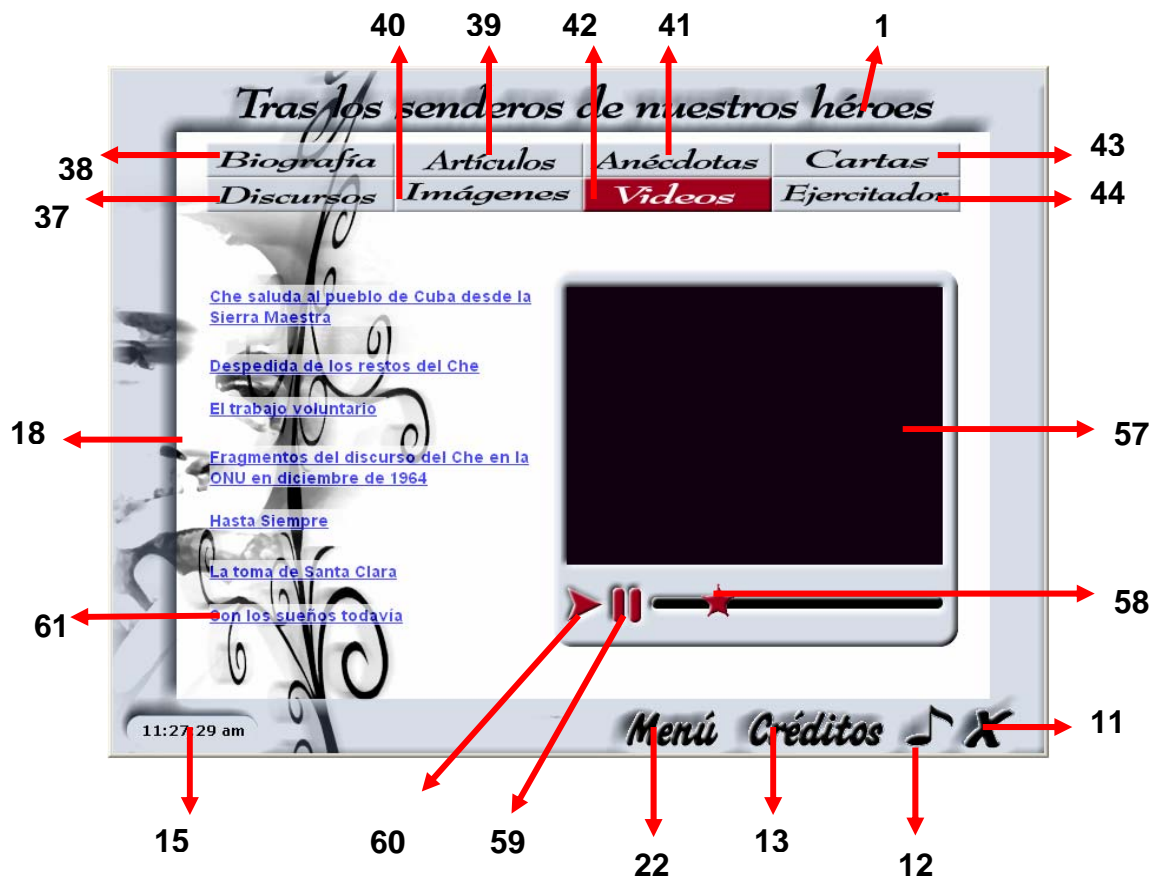 40 39 42 41 1
Tras los senderos de nuestros héroes
38 Biografía Artículos Anécdotas Cartas 43
37 Discursos Imágenes Videos Ejercitador 44
Che saluda al pueblo de Cuba desde la
Sierra Maestra
Despedida de los restos del Che
El trabajo voluntario
18 57
Fragmentos del discurso del Che en la
ONU en diciembre de 1964
Hasta Siempre
La toma de Santa Clara
58
61 Con los sueños todavía
11:27:29 am Menú Créditos 11
15 60 59 22 13 12